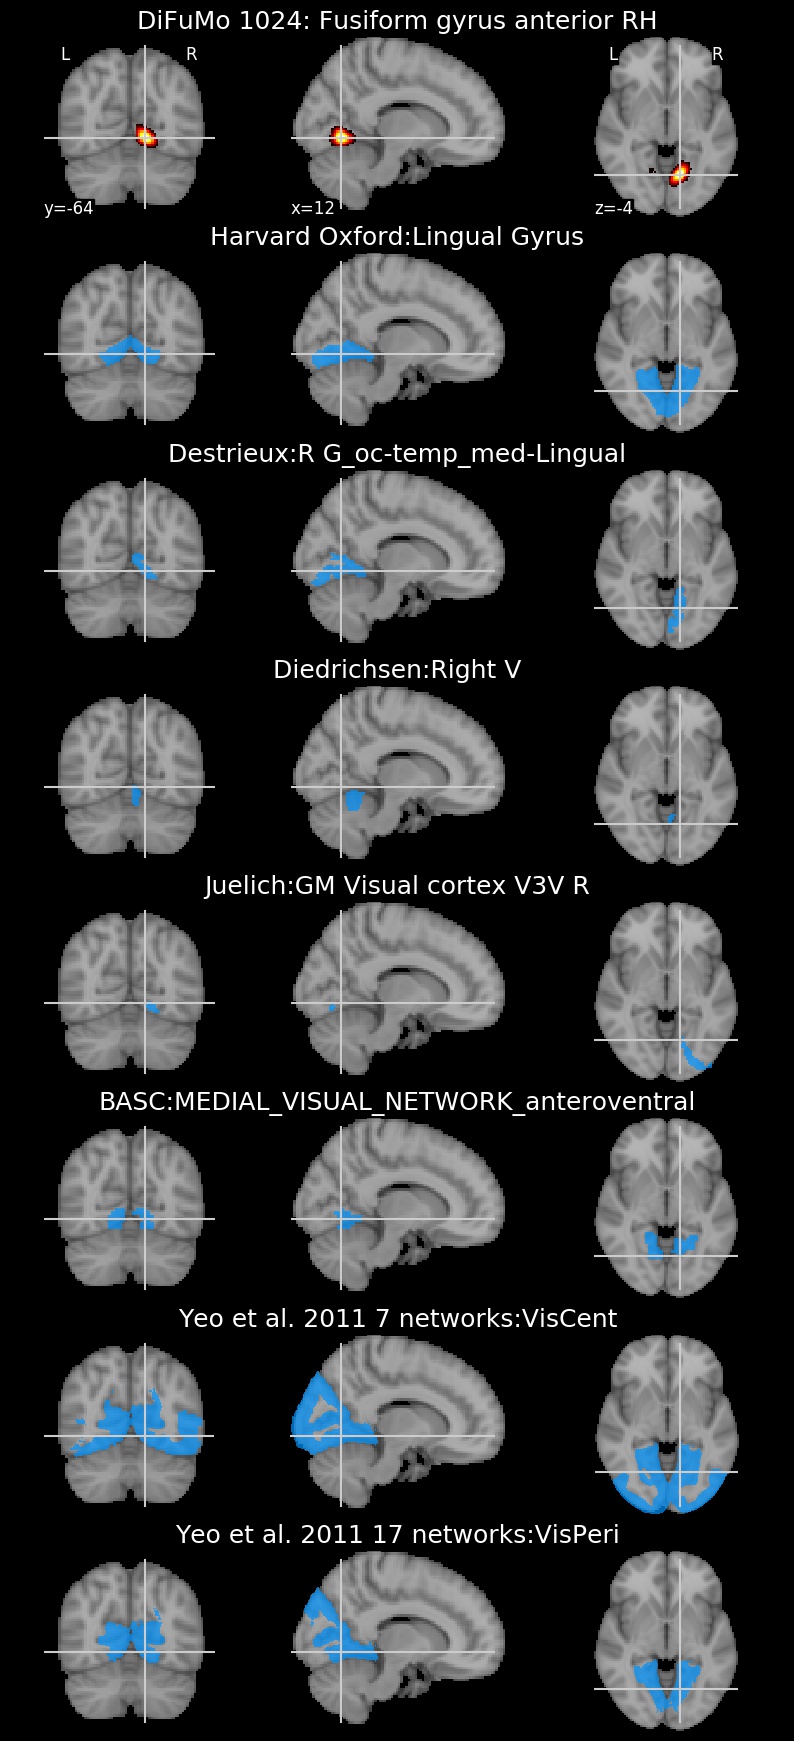 DiFuMo 1024: Fusiform gyrus anterior RH
L R L R
y=-64 x=12 z=-4
Harvard Oxford:Lingual Gyrus
Destrieux:R G_oc-temp_med-Lingual
Diedrichsen:Right V
Juelich:GM Visual cortex V3V R
BASC:MEDIAL_VISUAL_NETWORK_anteroventral
Yeo et al. 2011 7 networks:VisCent
Yeo et al. 2011 17 networks:VisPeri